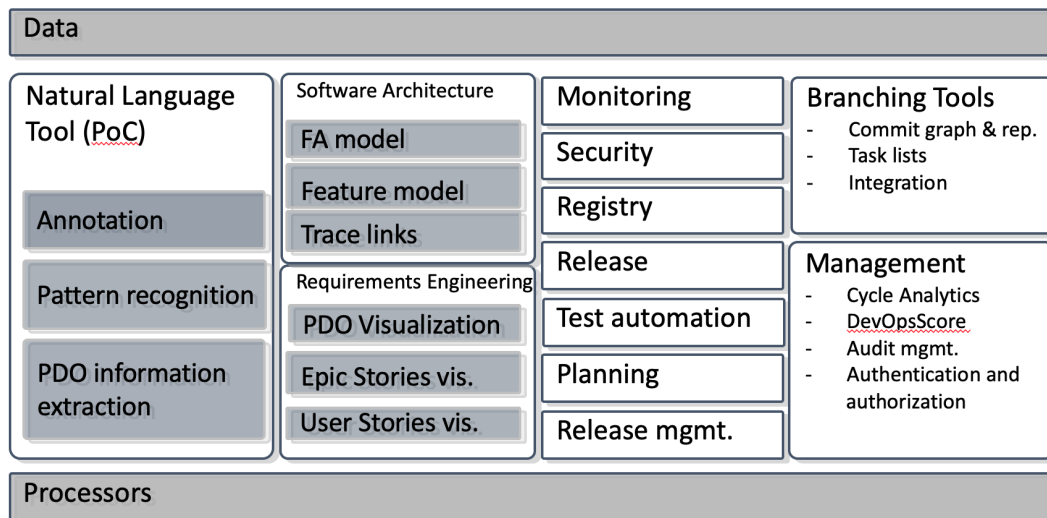 Data
Natural Language
Tool (PoC)
Annotation
Pattern recognition
PDO information
extraction
Software Architecture
FA model
Feature model
Trace links
Requirements Engineering
PDO Visualization
Epic Stories vis.
User Stories vis.
Monitoring
Security
Registry
Release
Test automation
Planning
Release mgmt.
Branching Tools
- Commit graph & rep.
- Task lists
- Integration
Management
- Cycle Analytics
- DevOpsScore
- Audit mgmt.
- Authentication and
authorization
Processors